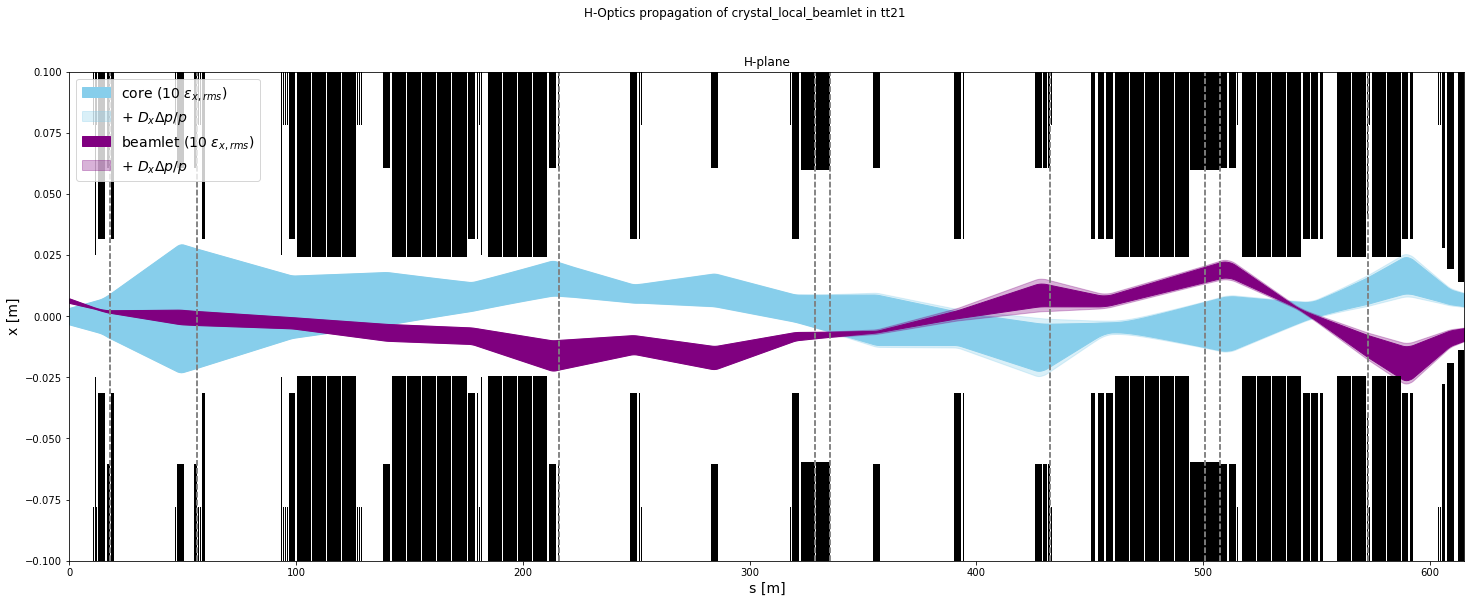 H-Optics propagation of crystal_local_beamlet in tt21
H-plane
core (10 εx,rms)
+ DxΔp/p
beamlet (10 εx,rms)
+ DxΔp/p
x [m]
0.100
0.075
0.050
0.025
0.000
−0.025
−0.050
−0.075
−0.100
0 100 200 300 400 500 600
s [m]